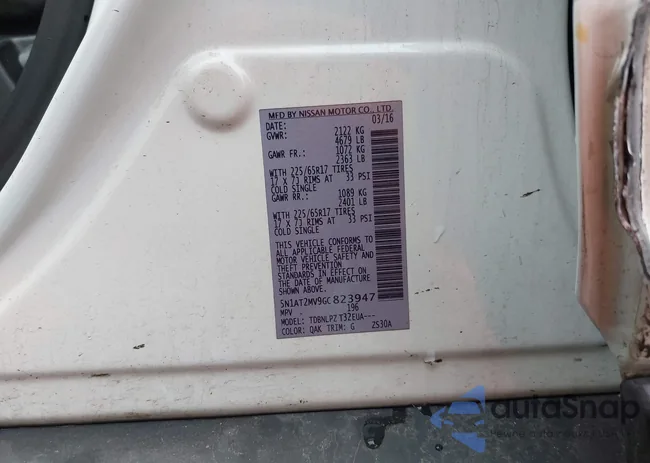 MFD BY NISSAN MOTOR CO., LTD.
DATE: 03/16
GVWR: 2122 KG
4679 LB
GAWR FR.: 1072 KG
2363 LB
WITH 225/65R17 TIRES
17 X 7J RIMS AT 33 PSI
COLD SINGLE
GAWR RR.: 1089 KG
2401 LB
WITH 225/65R17 TIRES
17 X 7J RIMS AT 33 PSI
COLD SINGLE
THIS VEHICLE CONFORMS TO
ALL APPLICABLE FEDERAL
MOTOR VEHICLE SAFETY AND
THEFT PREVENTION
STANDARDS IN EFFECT ON
THE DATE OF MANUFACTURE
5N1AT2MV9GC823947
MPV 196
MODEL: TDBNLPZ T32EUA---
COLOR: QAK TRIM: G 2S30A
autoSnap